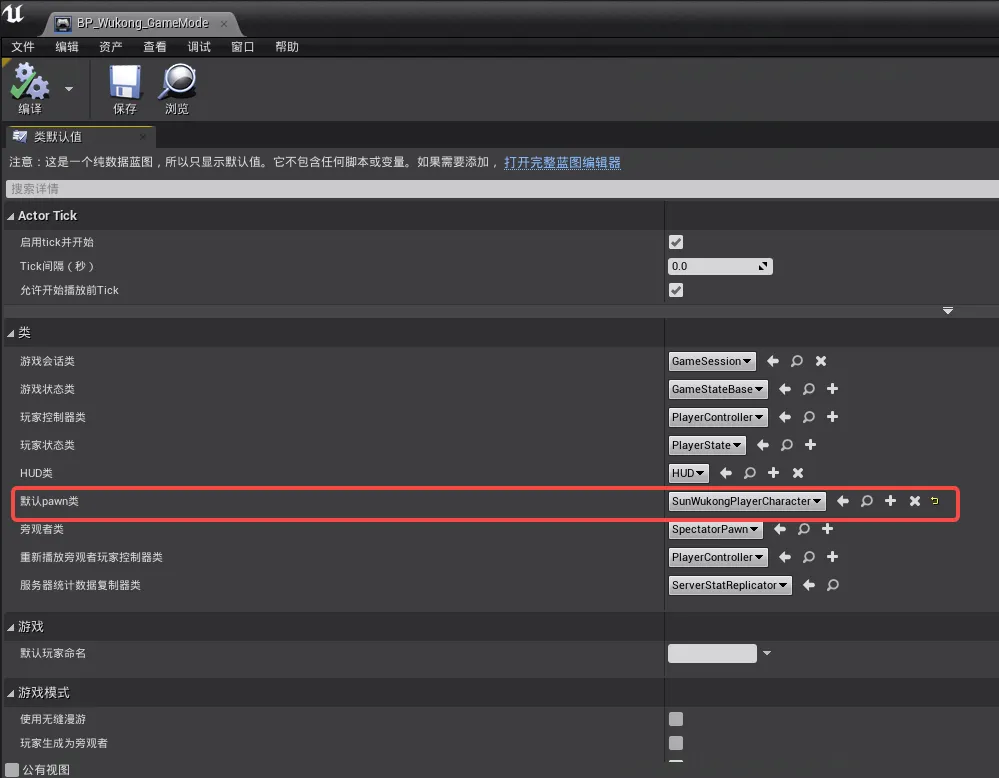 BP_Wukong_GameMode
文件 编辑 资产 查看 调试 窗口 帮助
编译 保存 浏览
类默认值
注意：这是一个纯数据蓝图，所以只显示默认值。它不包含任何脚本或变量。如果需要添加， 打开完整蓝图编辑器
搜索详情
Actor Tick
启用tick并开始
Tick间隔（秒） 0.0
允许开始播放前Tick
类
游戏会话类 GameSession
游戏状态类 GameStateBase
玩家控制器类 PlayerController
玩家状态类 PlayerState
HUD类 HUD
默认pawn类 SunWukongPlayerCharacter
旁观者类 SpectatorPawn
重新播放旁观者玩家控制器类 PlayerController
服务器统计数据复制器类 ServerStatReplicator
游戏
默认玩家命名
游戏模式
使用无缝漫游
玩家生成为旁观者
公有视图